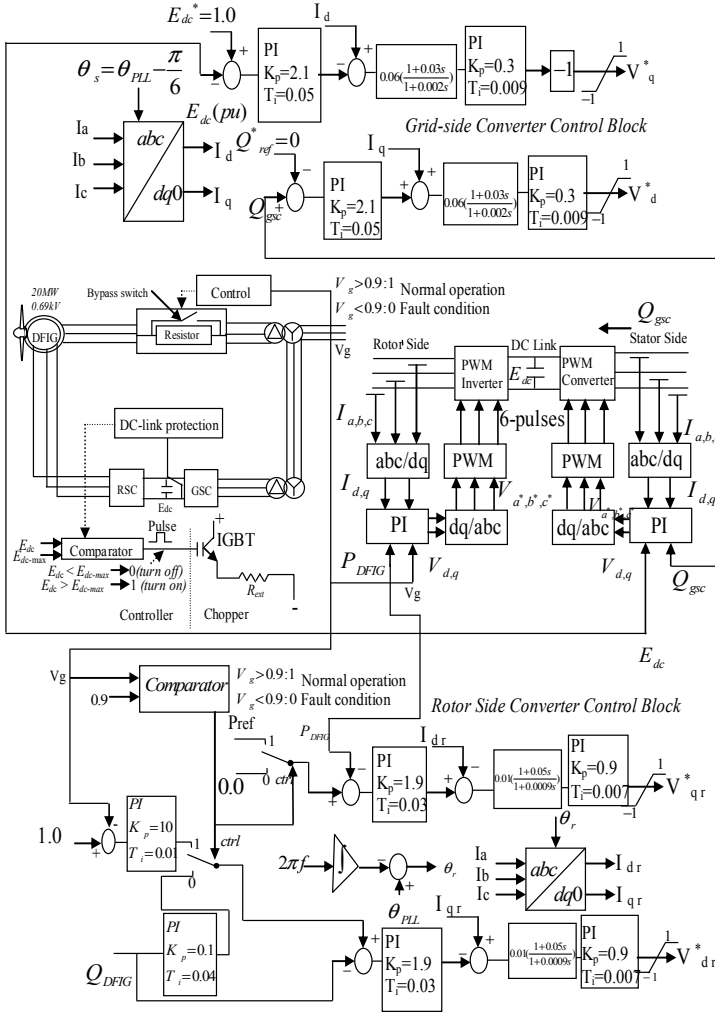 E_dc* = 1.0
I_d
θ_s = θ_PLL − π/6
PI
K_p=2.1
T_i=0.05
0.06(1+0.03s/1+0.002s)
PI
K_p=0.3
T_i=0.009
−1
1
−1
V*_q
E_dc(pu)
Grid-side Converter Control Block
Ia
Ib
Ic
abc
dq0
I_d
I_q
Q*_ref=0
I_q
Q_gsc
PI
K_p=2.1
T_i=0.05
0.06(1+0.03s/1+0.002s)
PI
K_p=0.3
T_i=0.009
1
−1
V*_d
20MW
0.69kV
DFIG
Bypass switch
Control
Resistor
V_g>0.9:1 Normal operation
V_g<0.9:0 Fault condition
Vg
Q_gsc
Rotor Side
DC Link
Stator Side
PWM Inverter
E_dc
PWM Converter
I_a,b,c
6-pulses
I_a,b,
abc/dq
PWM
PWM
abc/dq
I_d,q
V_a*,b*,c*
V_a*,b*,c*
I_d,q
PI
dq/abc
dq/abc
PI
P_DFIG
V_d,q
V_d,q
Vg
Q_gsc
E_dc
DC-link protection
RSC
E_dc
GSC
E_dc
E_dc-max
Comparator
Pulse
IGBT
+
E_dc < E_dc-max 0(turn off)
E_dc > E_dc-max 1 (turn on)
R_ext
-
Controller
Chopper
Vg
0.9
Comparator
V_g>0.9:1 Normal operation
V_g<0.9:0 Fault condition
Rotor Side Converter Control Block
Pref
1
0
0.0
ctrl
P_DFIG
I_dr
PI
K_p=1.9
T_i=0.03
0.01(1+0.05s/1+0.0009s)
PI
K_p=0.9
T_i=0.007
1
−1
V*_qr
1.0
PI
K_p=10
T_i=0.01
1
0
ctrl
2πf
∫
θ_r
θ_PLL
θ_r
Ia
Ib
Ic
abc
dq0
I_dr
I_qr
I_qr
Q_DFIG
PI
K_p=0.1
T_i=0.04
PI
K_p=1.9
T_i=0.03
0.01(1+0.05s/1+0.0009s)
PI
K_p=0.9
T_i=0.007
1
−1
V*_dr